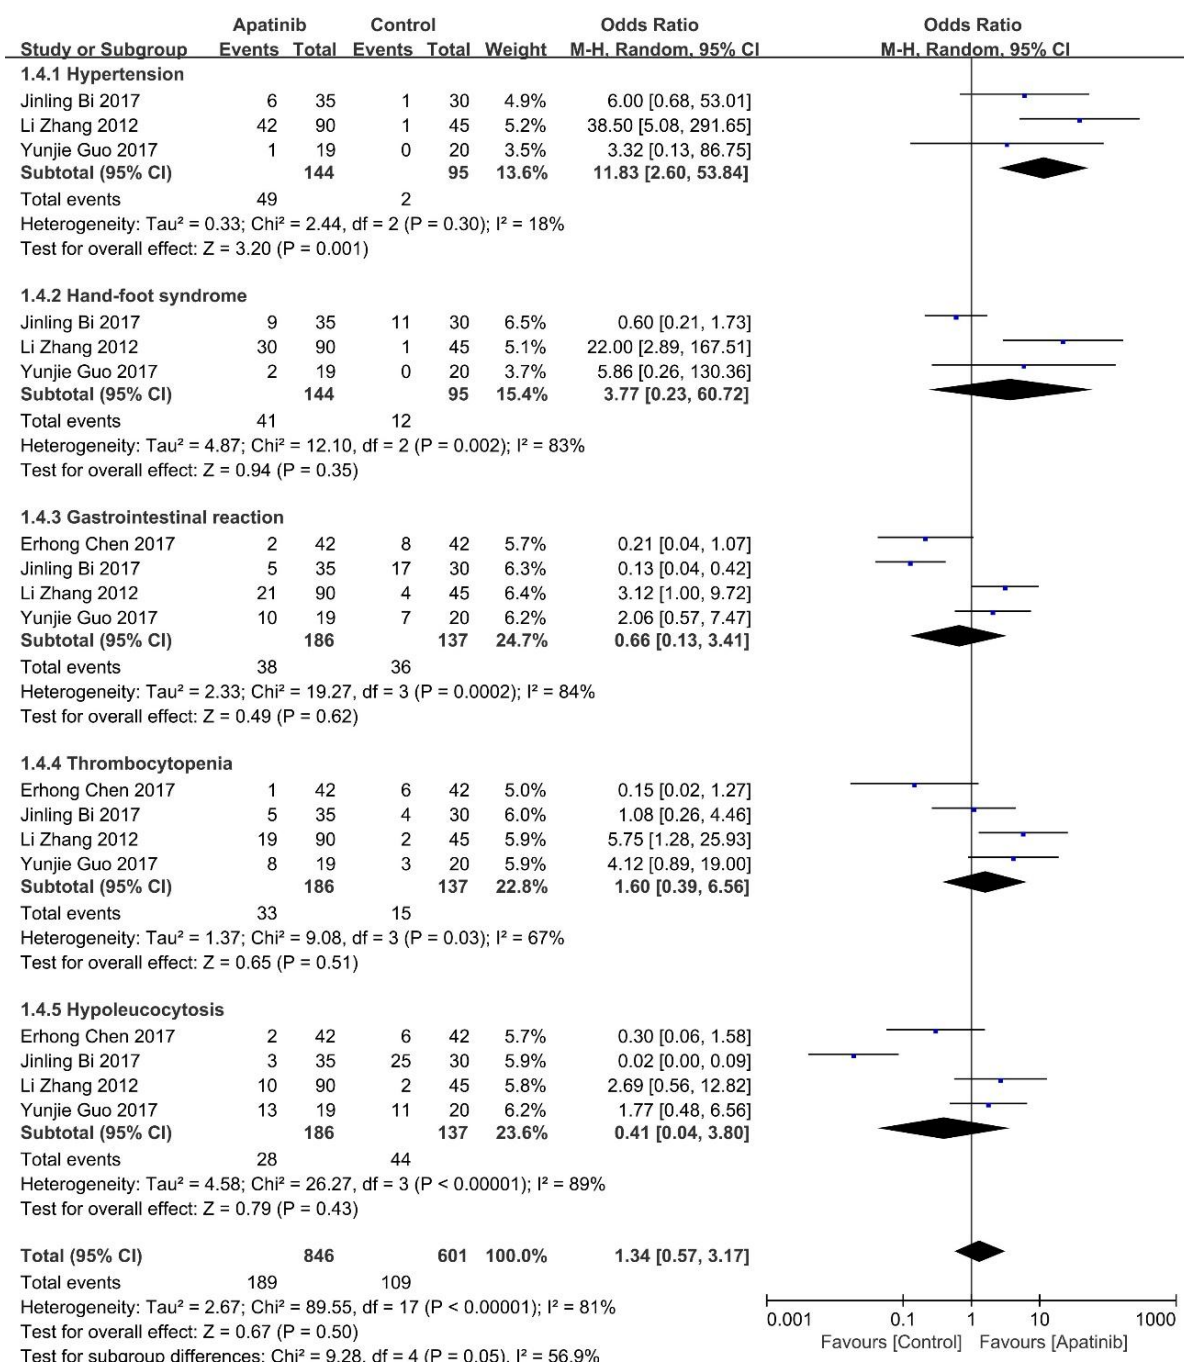 Apatinib Control Odds Ratio Odds Ratio
Study or Subgroup Events Total Events Total Weight M-H, Random, 95% CI M-H, Random, 95% CI
1.4.1 Hypertension
Jinling Bi 2017 6 35 1 30 4.9% 6.00 [0.68, 53.01]
Li Zhang 2012 42 90 1 45 5.2% 38.50 [5.08, 291.65]
Yunjie Guo 2017 1 19 0 20 3.5% 3.32 [0.13, 86.75]
Subtotal (95% CI) 144 95 13.6% 11.83 [2.60, 53.84]
Total events 49 2
Heterogeneity: Tau² = 0.33; Chi² = 2.44, df = 2 (P = 0.30); I² = 18%
Test for overall effect: Z = 3.20 (P = 0.001)
1.4.2 Hand-foot syndrome
Jinling Bi 2017 9 35 11 30 6.5% 0.60 [0.21, 1.73]
Li Zhang 2012 30 90 1 45 5.1% 22.00 [2.89, 167.51]
Yunjie Guo 2017 2 19 0 20 3.7% 5.86 [0.26, 130.36]
Subtotal (95% CI) 144 95 15.4% 3.77 [0.23, 60.72]
Total events 41 12
Heterogeneity: Tau² = 4.87; Chi² = 12.10, df = 2 (P = 0.002); I² = 83%
Test for overall effect: Z = 0.94 (P = 0.35)
1.4.3 Gastrointestinal reaction
Erhong Chen 2017 2 42 8 42 5.7% 0.21 [0.04, 1.07]
Jinling Bi 2017 5 35 17 30 6.3% 0.13 [0.04, 0.42]
Li Zhang 2012 21 90 4 45 6.4% 3.12 [1.00, 9.72]
Yunjie Guo 2017 10 19 7 20 6.2% 2.06 [0.57, 7.47]
Subtotal (95% CI) 186 137 24.7% 0.66 [0.13, 3.41]
Total events 38 36
Heterogeneity: Tau² = 2.33; Chi² = 19.27, df = 3 (P = 0.0002); I² = 84%
Test for overall effect: Z = 0.49 (P = 0.62)
1.4.4 Thrombocytopenia
Erhong Chen 2017 1 42 6 42 5.0% 0.15 [0.02, 1.27]
Jinling Bi 2017 5 35 4 30 6.0% 1.08 [0.26, 4.46]
Li Zhang 2012 19 90 2 45 5.9% 5.75 [1.28, 25.93]
Yunjie Guo 2017 8 19 3 20 5.9% 4.12 [0.89, 19.00]
Subtotal (95% CI) 186 137 22.8% 1.60 [0.39, 6.56]
Total events 33 15
Heterogeneity: Tau² = 1.37; Chi² = 9.08, df = 3 (P = 0.03); I² = 67%
Test for overall effect: Z = 0.65 (P = 0.51)
1.4.5 Hypoleucocytosis
Erhong Chen 2017 2 42 6 42 5.7% 0.30 [0.06, 1.58]
Jinling Bi 2017 3 35 25 30 5.9% 0.02 [0.00, 0.09]
Li Zhang 2012 10 90 2 45 5.8% 2.69 [0.56, 12.82]
Yunjie Guo 2017 13 19 11 20 6.2% 1.77 [0.48, 6.56]
Subtotal (95% CI) 186 137 23.6% 0.41 [0.04, 3.80]
Total events 28 44
Heterogeneity: Tau² = 4.58; Chi² = 26.27, df = 3 (P < 0.00001); I² = 89%
Test for overall effect: Z = 0.79 (P = 0.43)
Total (95% CI) 846 601 100.0% 1.34 [0.57, 3.17]
Total events 189 109
Heterogeneity: Tau² = 2.67; Chi² = 89.55, df = 17 (P < 0.00001); I² = 81%
Test for overall effect: Z = 0.67 (P = 0.50)
Test for subgroup differences: Chi² = 9.28, df = 4 (P = 0.05), I² = 56.9%
0.001 0.1 1 10 1000
Favours [Control] Favours [Apatinib]